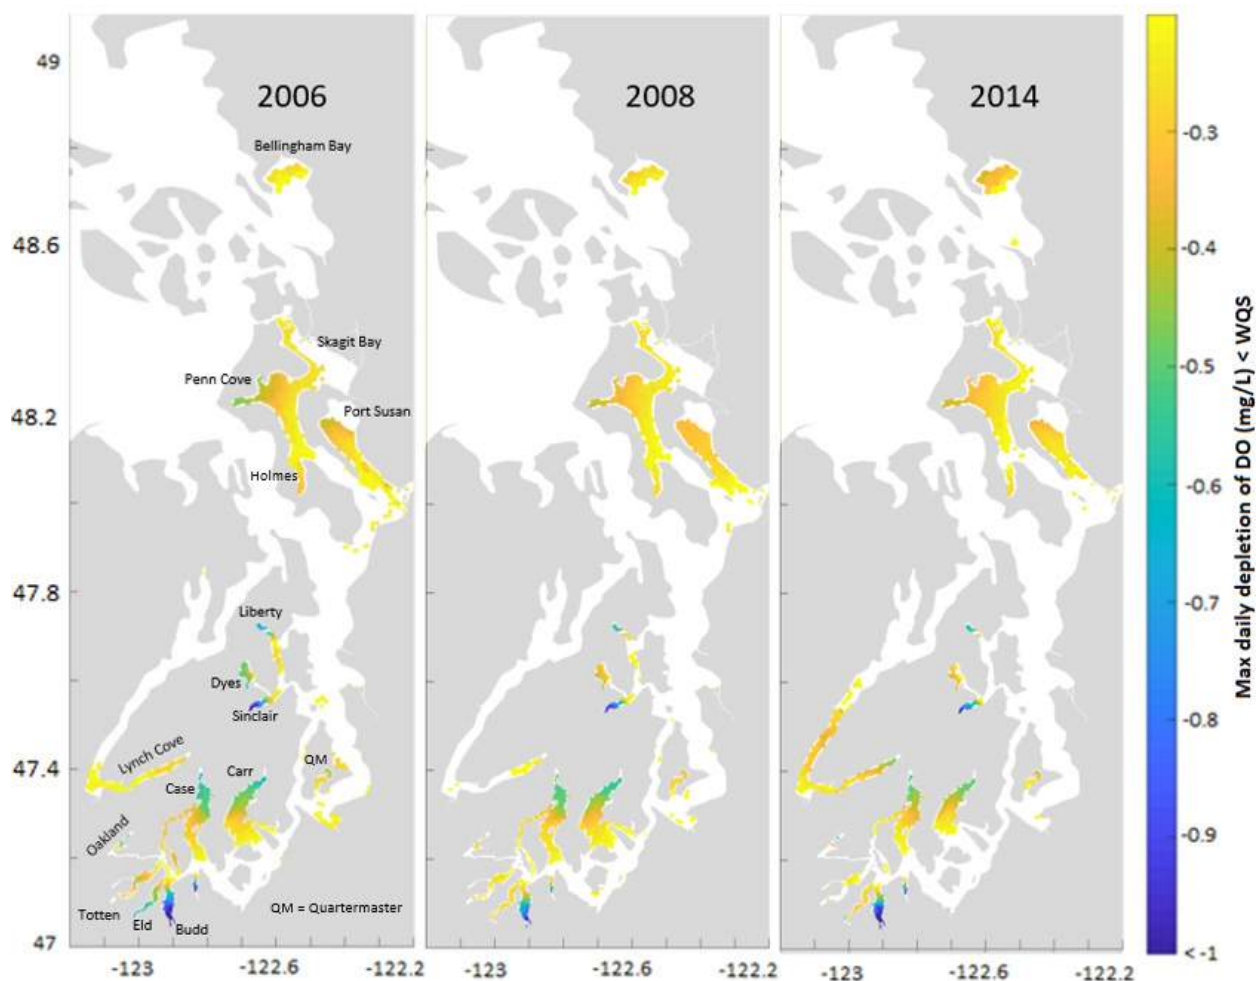 2006
2008
2014
49
48.6
48.2
47.8
47.4
47
Bellingham Bay
Skagit Bay
Penn Cove
Port Susan
Holmes
Liberty
Dyes
Sinclair
Lynch Cove
QM
Carr
Case
Oakland
Totten
Eld
Budd
QM = Quartermaster
-123
-122.6
-122.2
-123
-122.6
-122.2
-123
-122.6
-122.2
-0.3
-0.4
-0.5
-0.6
-0.7
-0.8
-0.9
< -1
Max daily depletion of DO (mg/L) < WQS